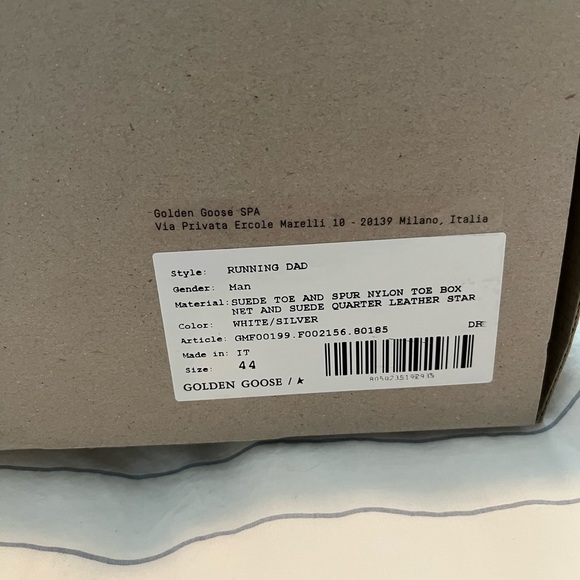 Golden Goose SPA
Via Privata Ercole Marelli 10 - 20139 Milano, Italia
Style: RUNNING DAD
Gender: Man
Material: SUEDE TOE AND SPUR NYLON TOE BOX
NET AND SUEDE QUARTER LEATHER STAR
Color: WHITE/SILVER
Article: GMF00199.F002156.80185
Made in: IT
Size: 44
GOLDEN GOOSE /